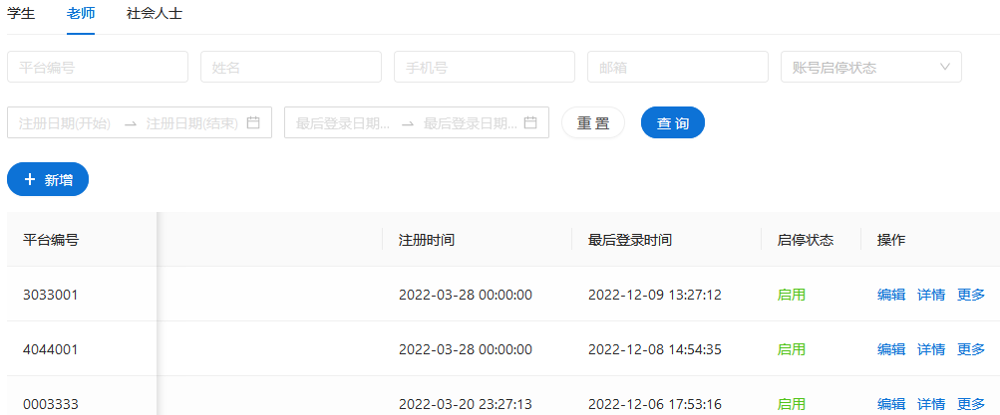 学生 老师 社会人士
平台编号 姓名 手机号 邮箱 账号启停状态
注册日期(开始) → 注册日期(结束) 最后登录日期... → 最后登录日期... 重 置 查 询
+ 新增
平台编号 注册时间 最后登录时间 启停状态 操作
3033001 2022-03-28 00:00:00 2022-12-09 13:27:12 启用 编辑 详情 更多
4044001 2022-03-28 00:00:00 2022-12-08 14:54:35 启用 编辑 详情 更多
0003333 2022-03-20 23:27:13 2022-12-06 17:53:16 启用 编辑 详情 更多